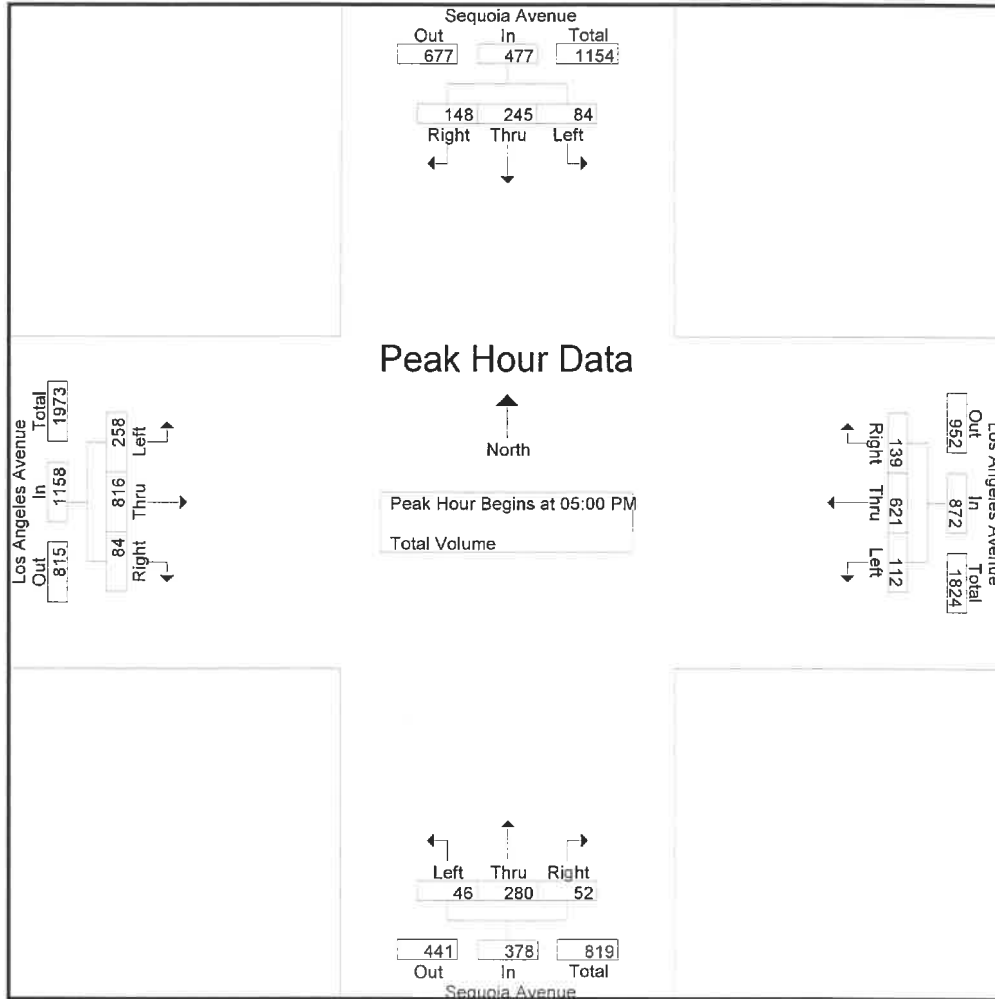 Sequoia Avenue
Out In Total
677 477 1154
148 245 84
Right Thru Left
Peak Hour Data
North
Peak Hour Begins at 05:00 PM
Total Volume
Los Angeles Avenue
Out In Total
815 1158 1973
258 816 84
Left Thru Right
139 621 112
Right Thru Left
952 872 1824
Out In Total
Los Angeles Avenue
Left Thru Right
46 280 52
441 378 819
Out In Total
Sequoia Avenue